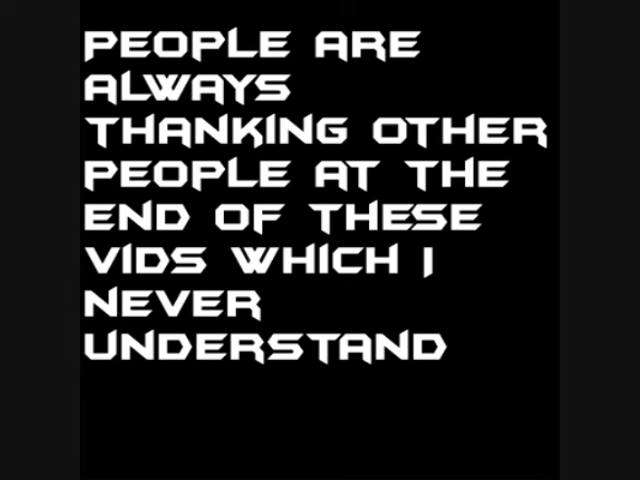 PEOPLE ARE
ALWAYS
THANKING OTHER
PEOPLE AT THE
END OF THESE
VIDS WHICH I
NEVER
UNDERSTAND